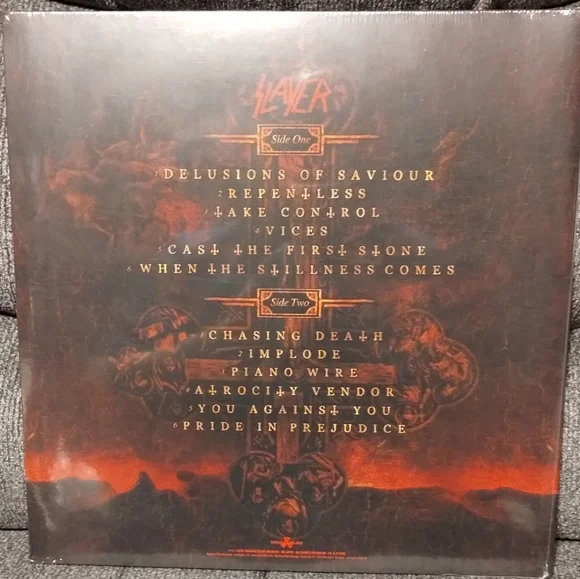 SLAYER
Side One
1 DELUSIONS OF SAVIOUR
2 REPENTLESS
3 TAKE CONTROL
4 VICES
5 CAST THE FIRST STONE
6 WHEN THE STILLNESS COMES
Side Two
1 CHASING DEATH
2 IMPLODE
3 PIANO WIRE
4 ATROCITY VENDOR
5 YOU AGAINST YOU
6 PRIDE IN PREJUDICE